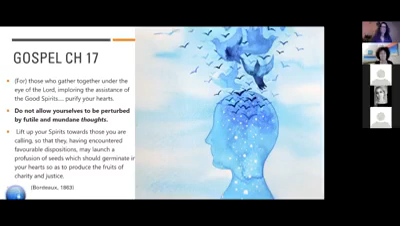 GOSPEL CH 17
(For) those who gather together under the
eye of the Lord, imploring the assistance of
the Good Spirits.... purify your hearts.
Do not allow yourselves to be perturbed
by futile and mundane thoughts.
Lift up your Spirits towards those you are
calling, so that they, having encountered
favourable dispositions, may launch a
profusion of seeds which should germinate in
your hearts so as to produce the fruits of
charity and justice.
(Bordeaux, 1863)